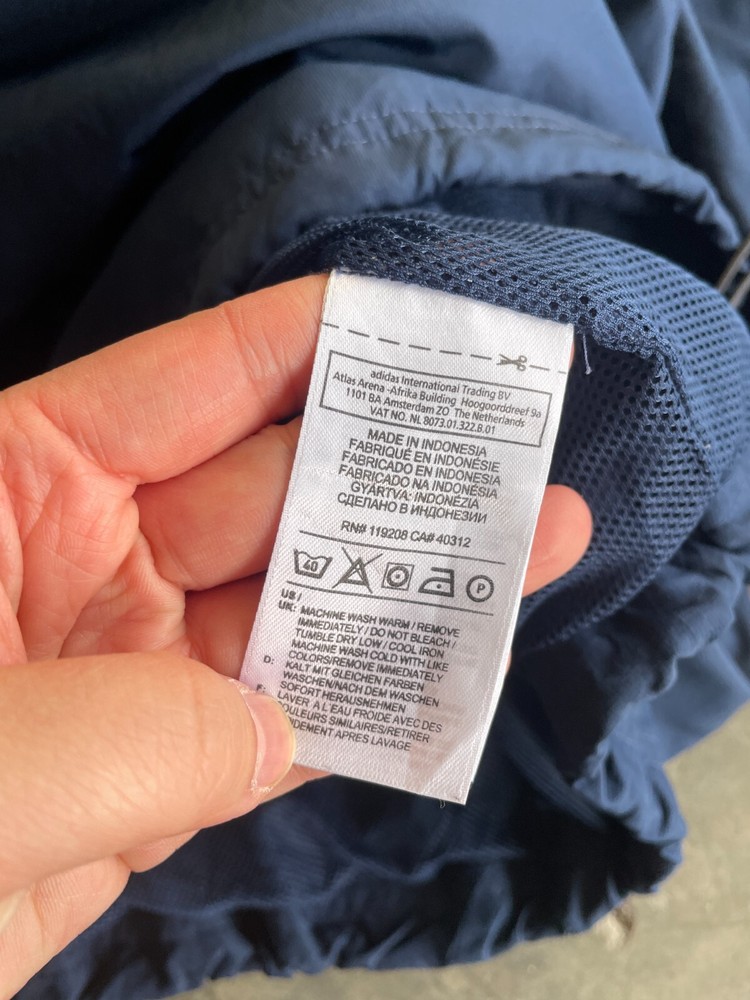 adidas International Trading BV
Atlas Arena -Afrika Building Hoogoorddreef 9a
1101 BA Amsterdam ZO The Netherlands
VAT NO. NL 8073.01.322.B.01
MADE IN INDONESIA
FABRIQUÉ EN INDONÉSIE
FABRICADO EN INDONESIA
FABRICADO NA INDONÉSIA
GYÁRTVA: INDONÉZIA
СДЕЛАНО В ИНДОНЕЗИИ
RN# 119208 CA# 40312
40 P
US /
UK: MACHINE WASH WARM / REMOVE
IMMEDIATELY / DO NOT BLEACH /
TUMBLE DRY LOW / COOL IRON
MACHINE WASH COLD WITH LIKE
COLORS/REMOVE IMMEDIATELY
D: KALT MIT GLEICHEN FARBEN
WASCHEN/NACH DEM WASCHEN
SOFORT HERAUSNEHMEN
F: LAVER A L'EAU FROIDE AVEC DES
COULEURS SIMILAIRES/RETIRER
APRES LAVAGE